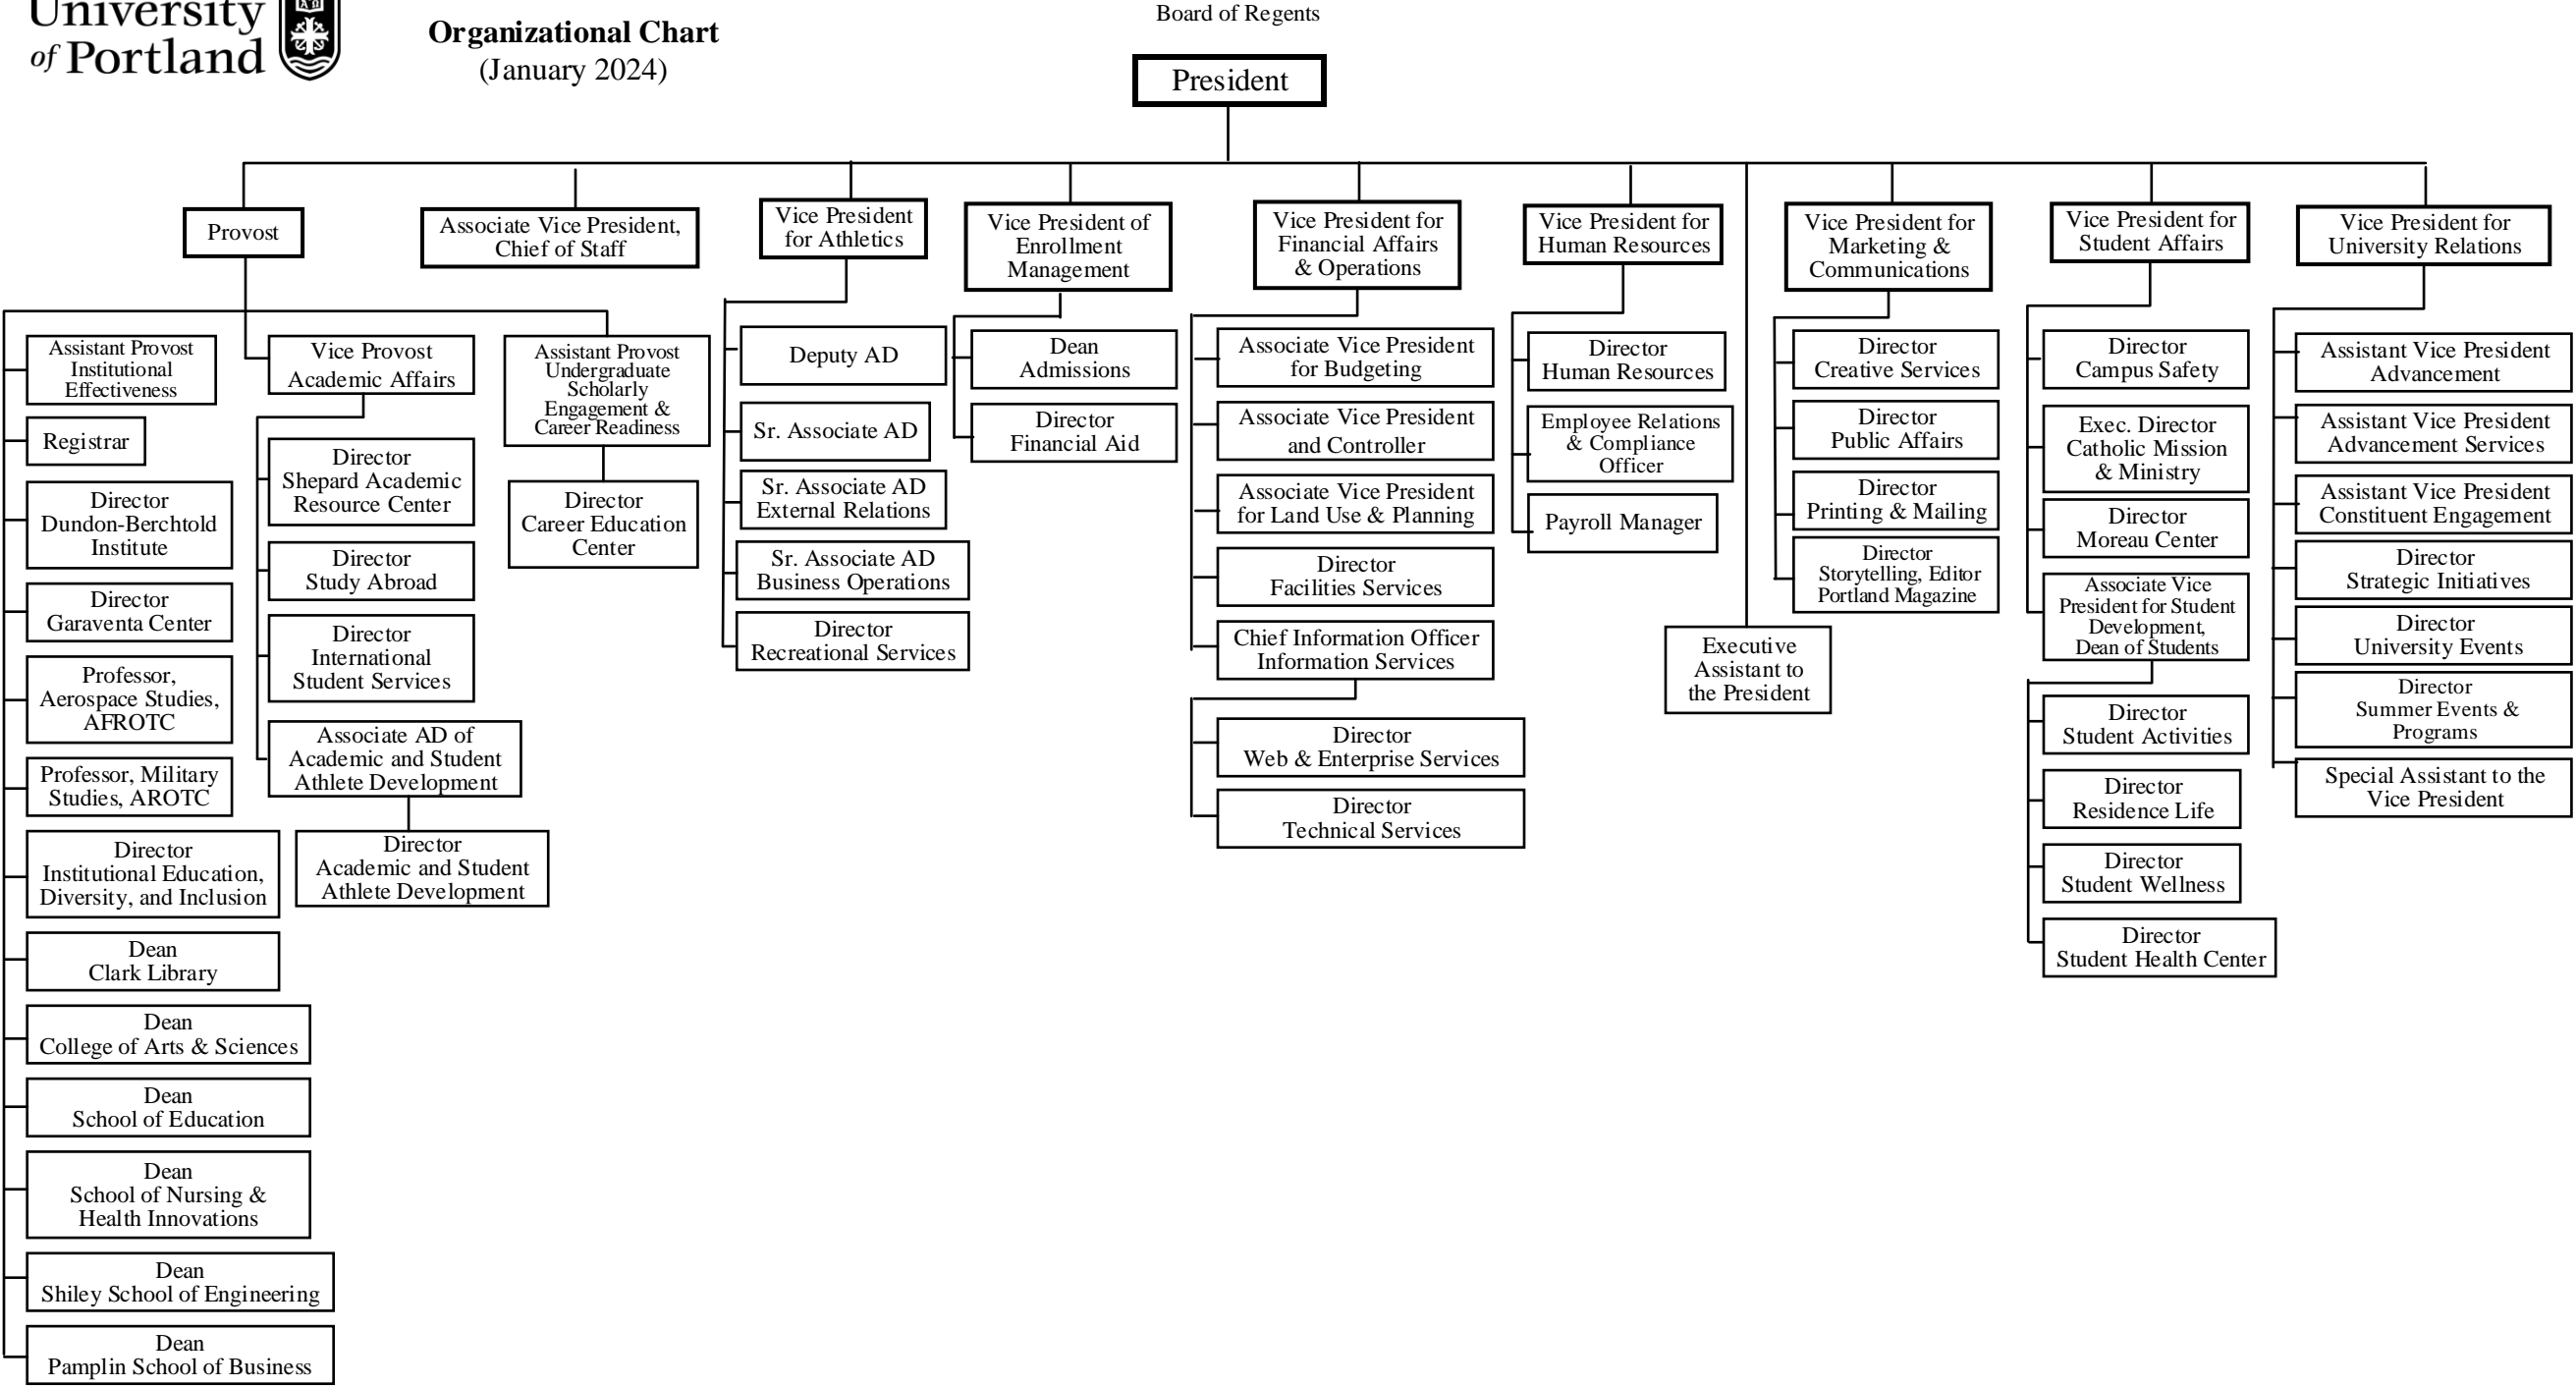 University
of Portland
Organizational Chart
(January 2024)
Board of Regents
President
Provost
Associate Vice President,
Chief of Staff
Vice President
for Athletics
Vice President of
Enrollment
Management
Vice President for
Financial Affairs
& Operations
Vice President for
Human Resources
Vice President for
Marketing &
Communications
Vice President for
Student Affairs
Vice President for
University Relations
Assistant Provost
Institutional
Effectiveness
Registrar
Director
Dundon-Berchtold
Institute
Director
Garaventa Center
Professor,
Aerospace Studies,
AFROTC
Professor, Military
Studies, AROTC
Director
Institutional Education,
Diversity, and Inclusion
Dean
Clark Library
Dean
College of Arts & Sciences
Dean
School of Education
Dean
School of Nursing &
Health Innovations
Dean
Shiley School of Engineering
Dean
Pamplin School of Business
Vice Provost
Academic Affairs
Director
Shepard Academic
Resource Center
Director
Study Abroad
Director
International
Student Services
Associate AD of
Academic and Student
Athlete Development
Director
Academic and Student
Athlete Development
Assistant Provost
Undergraduate
Scholarly
Engagement &
Career Readiness
Director
Career Education
Center
Deputy AD
Sr. Associate AD
Sr. Associate AD
External Relations
Sr. Associate AD
Business Operations
Director
Recreational Services
Dean
Admissions
Director
Financial Aid
Associate Vice President
for Budgeting
Associate Vice President
and Controller
Associate Vice President
for Land Use & Planning
Director
Facilities Services
Chief Information Officer
Information Services
Director
Web & Enterprise Services
Director
Technical Services
Director
Human Resources
Employee Relations
& Compliance
Officer
Payroll Manager
Executive
Assistant to
the President
Director
Creative Services
Director
Public Affairs
Director
Printing & Mailing
Director
Storytelling, Editor
Portland Magazine
Director
Campus Safety
Exec. Director
Catholic Mission
& Ministry
Director
Moreau Center
Associate Vice
President for Student
Development,
Dean of Students
Director
Student Activities
Director
Residence Life
Director
Student Wellness
Director
Student Health Center
Assistant Vice President
Advancement
Assistant Vice President
Advancement Services
Assistant Vice President
Constituent Engagement
Director
Strategic Initiatives
Director
University Events
Director
Summer Events &
Programs
Special Assistant to the
Vice President